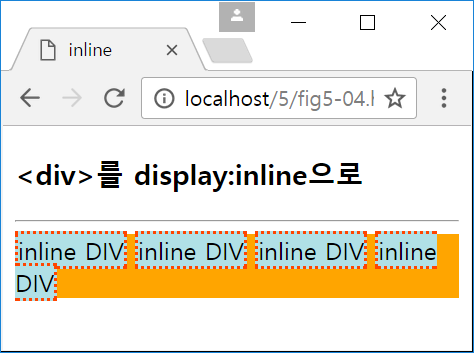 inline
localhost/5/fig5-04.h
<div>를 display:inline으로
inline DIV inline DIV inline DIV inline
DIV